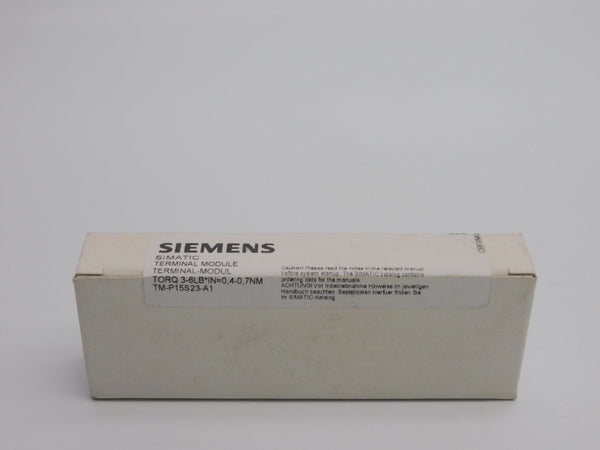 SIEMENS
SIMATIC
TERMINAL MODULE
TERMINAL-MODUL
TORQ 3-6LB*IN=0,4-0,7NM
TM-P15S23-A1
Caution! Please read the notes in the relevant manual
before system startup. The SIMATIC catalog contains
ordering data for the manuals.
ACHTUNG! Vor Inbetriebnahme Hinweise im jeweiligen
Handbuch beachten. Bestelldaten hierfuer finden Sie
im SIMATIC-Katalog